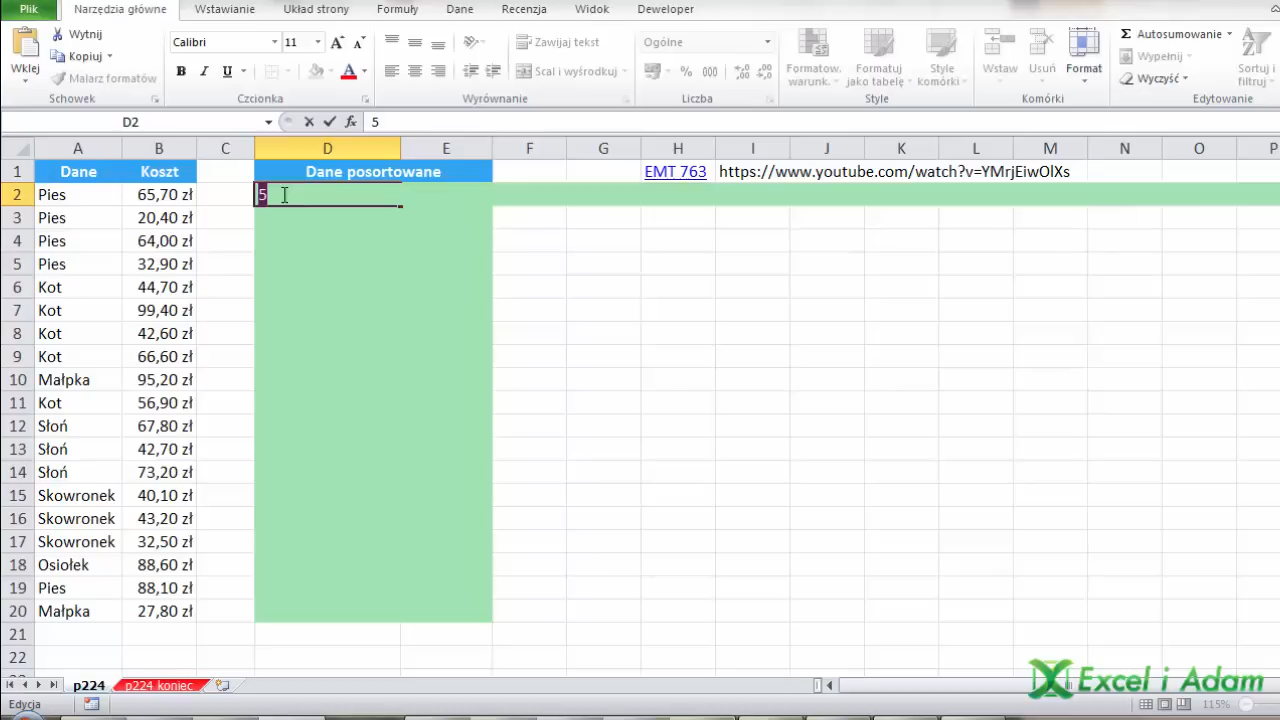 Plik Narzędzia główne Wstawianie Układ strony Formuły Dane Recenzja Widok Deweloper
Wklej
Wytnij
Kopiuj
Malarz formatów
Schowek
Calibri 11
B I U A
Czcionka
Zawijaj tekst
Scal i wyśrodkuj
Wyrównanie
Ogólne
% 000
Liczba
Formatow. warunk.
Formatuj jako tabelę
Style komórki
Style
Wstaw
Usuń
Format
Komórki
Σ Autosumowanie
Wypełnij
Wyczyść
Sortuj i filtruj
Edytowanie
D2 fx 5
A B C D E F G H I J K L M N O P
1 Dane Koszt Dane posortowane EMT 763 https://www.youtube.com/watch?v=YMrjEiwOlXs
2 Pies 65,70 zł 5
3 Pies 20,40 zł
4 Pies 64,00 zł
5 Pies 32,90 zł
6 Kot 44,70 zł
7 Kot 99,40 zł
8 Kot 42,60 zł
9 Kot 66,60 zł
10 Małpka 95,20 zł
11 Kot 56,90 zł
12 Słoń 67,80 zł
13 Słoń 42,70 zł
14 Słoń 73,20 zł
15 Skowronek 40,10 zł
16 Skowronek 43,20 zł
17 Skowronek 32,50 zł
18 Osiołek 88,60 zł
19 Pies 88,10 zł
20 Małpka 27,80 zł
21
22
Excel i Adam
p224 p224 koniec
Edycja 115%